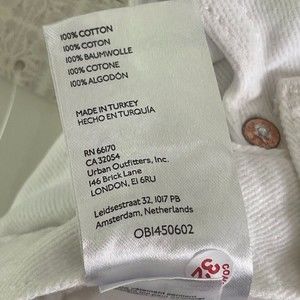 100% COTTON
100% COTON
100% BAUMWOLLE
100% COTONE
100% ALGODÓN
MADE IN TURKEY
HECHO EN TURQUÍA
RN 66170
CA 32054
Urban Outfitters, Inc.
146 Brick Lane
LONDON, E1 6RU
Leidsestraat 32, 1017 PB
Amsterdam, Netherlands
OB1450602